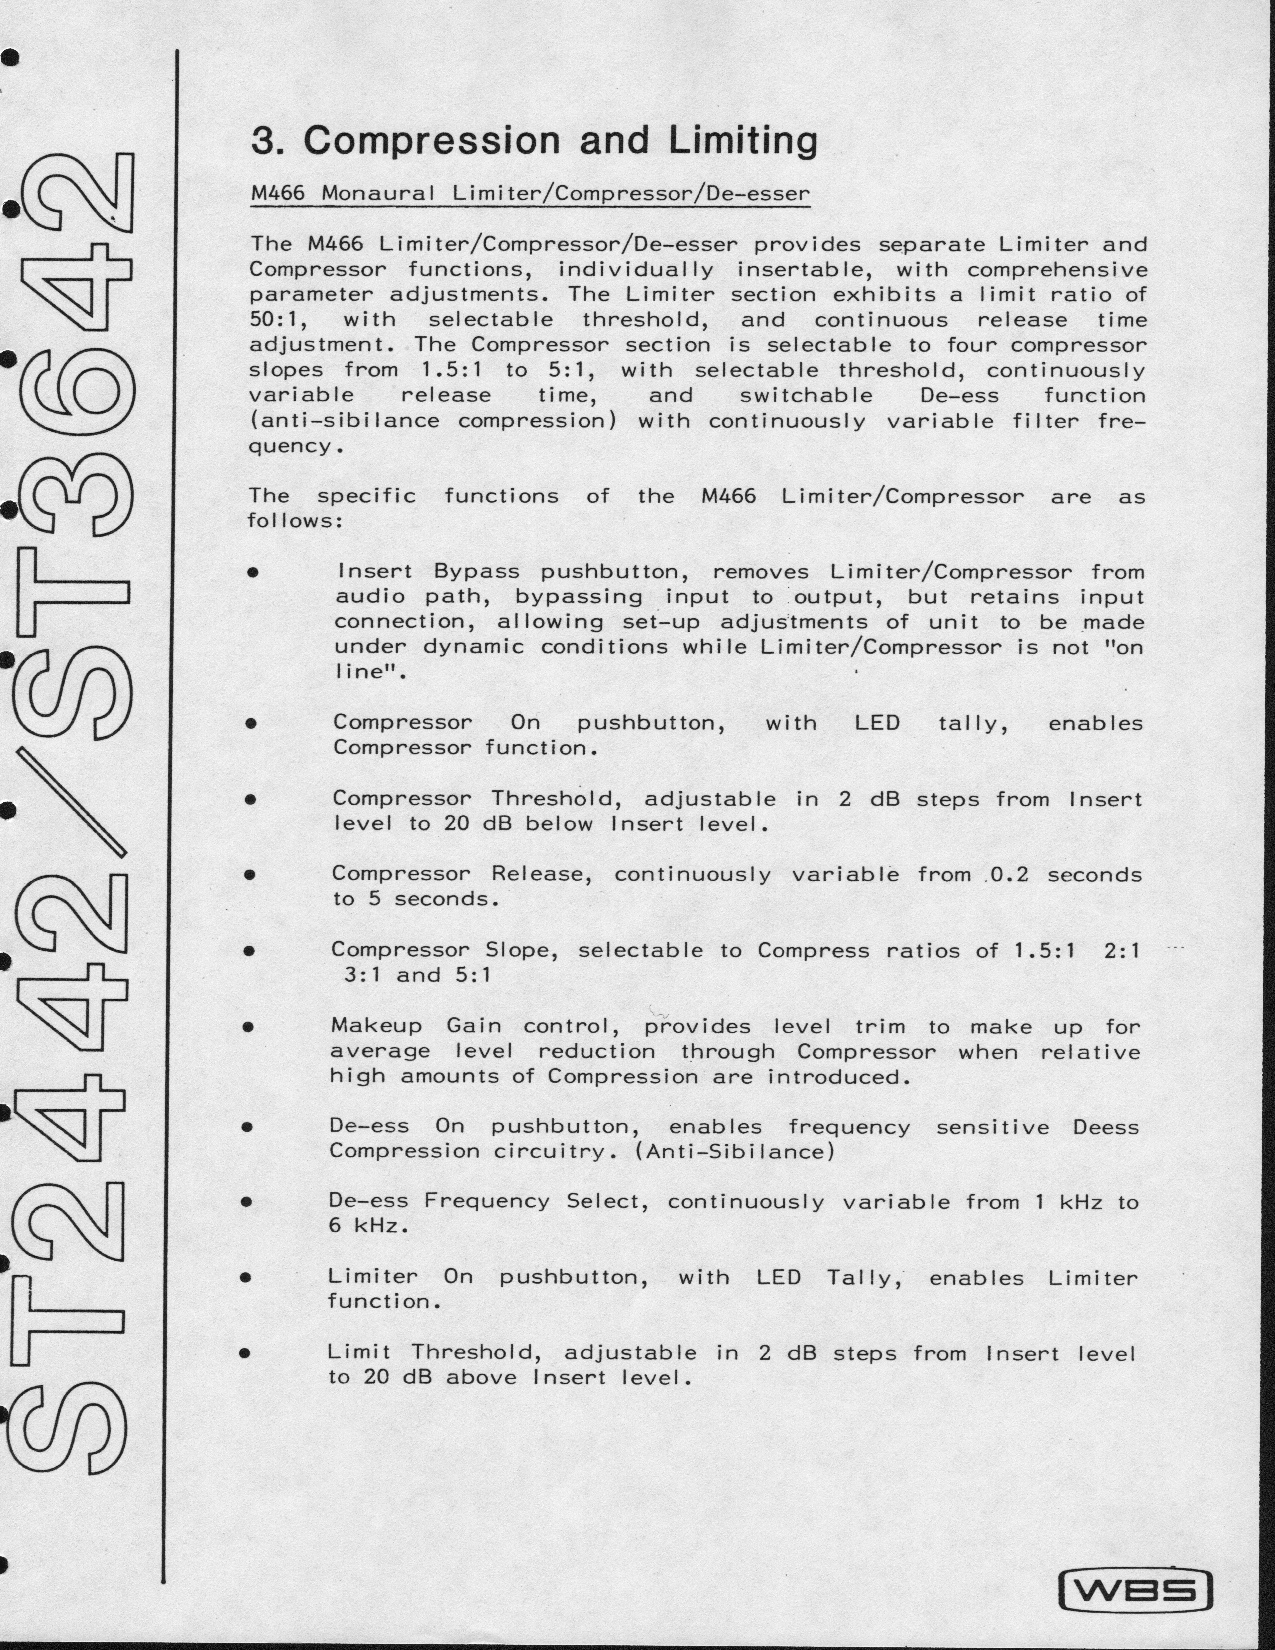 ST2442/ST3642
3. Compression and Limiting
M466 Monaural Limiter/Compressor/De-esser
The M466 Limiter/Compressor/De-esser provides separate Limiter and
Compressor functions, individually insertable, with comprehensive
parameter adjustments. The Limiter section exhibits a limit ratio of
50:1, with selectable threshold, and continuous release time
adjustment. The Compressor section is selectable to four compressor
slopes from 1.5:1 to 5:1, with selectable threshold, continuously
variable release time, and switchable De-ess function
(anti-sibilance compression) with continuously variable filter fre-
quency.
The specific functions of the M466 Limiter/Compressor are as
follows:
● Insert Bypass pushbutton, removes Limiter/Compressor from
audio path, bypassing input to output, but retains input
connection, allowing set-up adjustments of unit to be made
under dynamic conditions while Limiter/Compressor is not "on
line".
● Compressor On pushbutton, with LED tally, enables
Compressor function.
● Compressor Threshold, adjustable in 2 dB steps from Insert
level to 20 dB below Insert level.
● Compressor Release, continuously variable from 0.2 seconds
to 5 seconds.
● Compressor Slope, selectable to Compress ratios of 1.5:1 2:1
3:1 and 5:1
● Makeup Gain control, provides level trim to make up for
average level reduction through Compressor when relative
high amounts of Compression are introduced.
● De-ess On pushbutton, enables frequency sensitive Deess
Compression circuitry. (Anti-Sibilance)
● De-ess Frequency Select, continuously variable from 1 kHz to
6 kHz.
● Limiter On pushbutton, with LED Tally, enables Limiter
function.
● Limit Threshold, adjustable in 2 dB steps from Insert level
to 20 dB above Insert level.
WBS